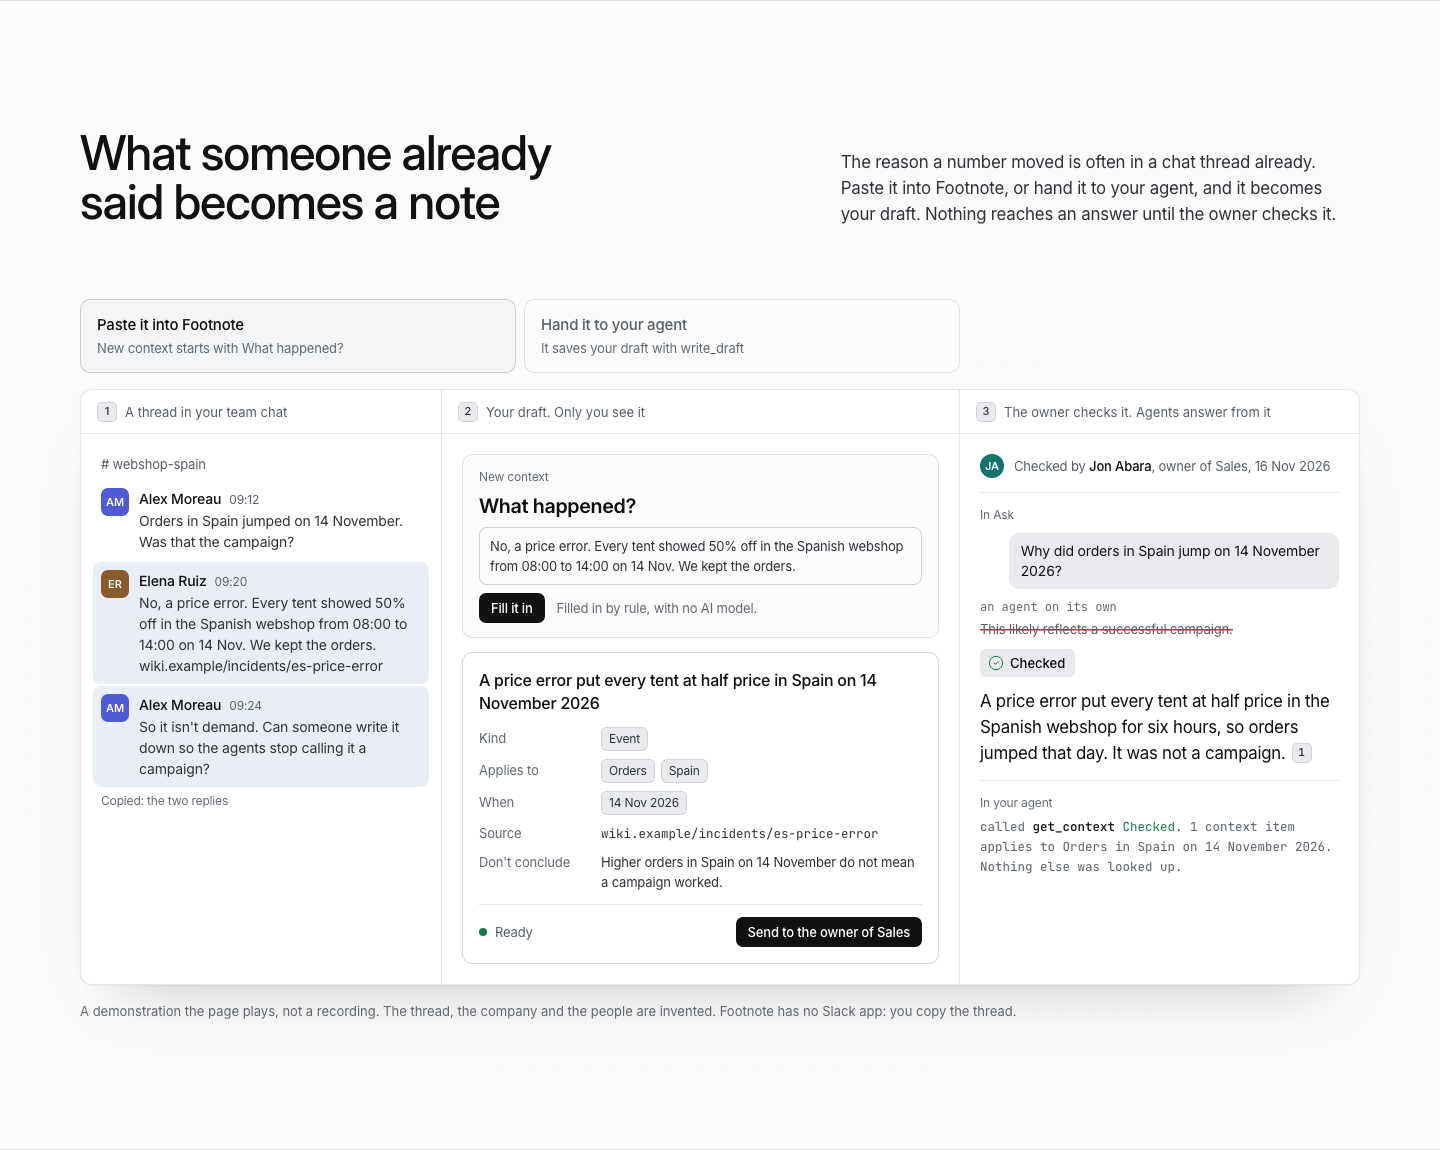 What someone already
said becomes a note
The reason a number moved is often in a chat thread already.
Paste it into Footnote, or hand it to your agent, and it becomes
your draft. Nothing reaches an answer until the owner checks it.
Paste it into Footnote
New context starts with What happened?
Hand it to your agent
It saves your draft with write_draft
1 A thread in your team chat
# webshop-spain
AM Alex Moreau 09:12
Orders in Spain jumped on 14 November.
Was that the campaign?
ER Elena Ruiz 09:20
No, a price error. Every tent showed 50%
off in the Spanish webshop from 08:00 to
14:00 on 14 Nov. We kept the orders.
wiki.example/incidents/es-price-error
AM Alex Moreau 09:24
So it isn't demand. Can someone write it
down so the agents stop calling it a
campaign?
Copied: the two replies
2 Your draft. Only you see it
New context
What happened?
No, a price error. Every tent showed 50% off in the Spanish webshop
from 08:00 to 14:00 on 14 Nov. We kept the orders.
Fill it in Filled in by rule, with no AI model.
A price error put every tent at half price in Spain on 14
November 2026
Kind Event
Applies to Orders Spain
When 14 Nov 2026
Source wiki.example/incidents/es-price-error
Don't conclude Higher orders in Spain on 14 November do not mean
a campaign worked.
Ready Send to the owner of Sales
3 The owner checks it. Agents answer from it
JA Checked by Jon Abara, owner of Sales, 16 Nov 2026
In Ask
Why did orders in Spain jump on 14 November
2026?
an agent on its own
This likely reflects a successful campaign.
Checked
A price error put every tent at half price in the
Spanish webshop for six hours, so orders
jumped that day. It was not a campaign. 1
In your agent
called get_context Checked. 1 context item
applies to Orders in Spain on 14 November 2026.
Nothing else was looked up.
A demonstration the page plays, not a recording. The thread, the company and the people are invented. Footnote has no Slack app: you copy the thread.